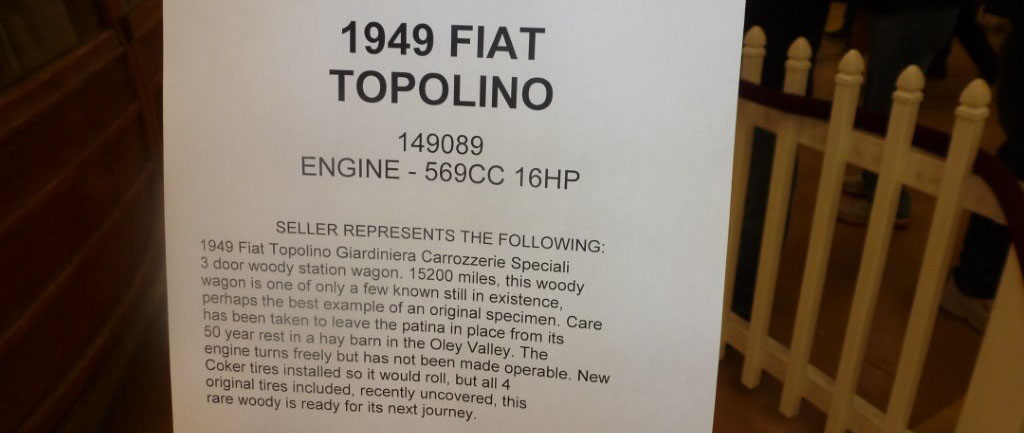 1949 FIAT
TOPOLINO
149089
ENGINE - 569CC 16HP
SELLER REPRESENTS THE FOLLOWING:
1949 Fiat Topolino Giardiniera Carrozzerie Speciali
3 door woody station wagon. 15200 miles, this woody
wagon is one of only a few known still in existence,
perhaps the best example of an original specimen. Care
has been taken to leave the patina in place from its
50 year rest in a hay barn in the Oley Valley. The
engine turns freely but has not been made operable. New
Coker tires installed so it would roll, but all 4
original tires included, recently uncovered, this
rare woody is ready for its next journey.